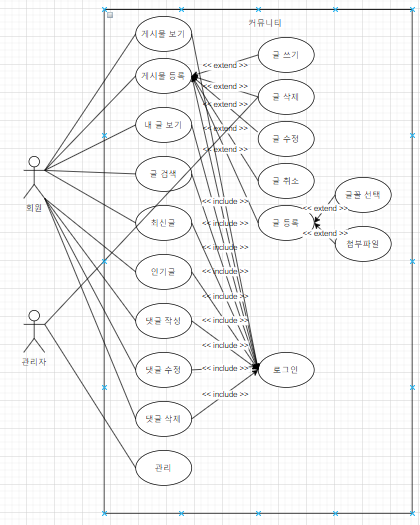 커뮤니티
게시물 보기
글 쓰기
<< extend >>
게시물 등록
<< extend >>
글 삭제
<< extend >>
내 글 보기
<< extend >>
글 수정
<< extend >>
글 검색
글 취소
글꼴 선택
회원
<< include >>
<< extend >>
최신글
<< include >>
글 등록
<< include >>
<< extend >>
첨부파일
인기글
<< include >>
<< include >>
댓글 작성
<< include >>
<< include >>
관리자
댓글 수정
<< include >>
로그인
<< include >>
댓글 삭제
관리